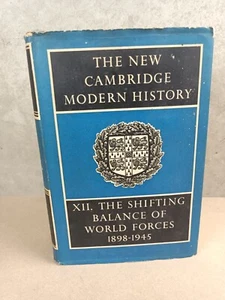 THE NEW
CAMBRIDGE
MODERN HISTORY
XII. THE SHIFTING
BALANCE OF
WORLD FORCES
1898-1945